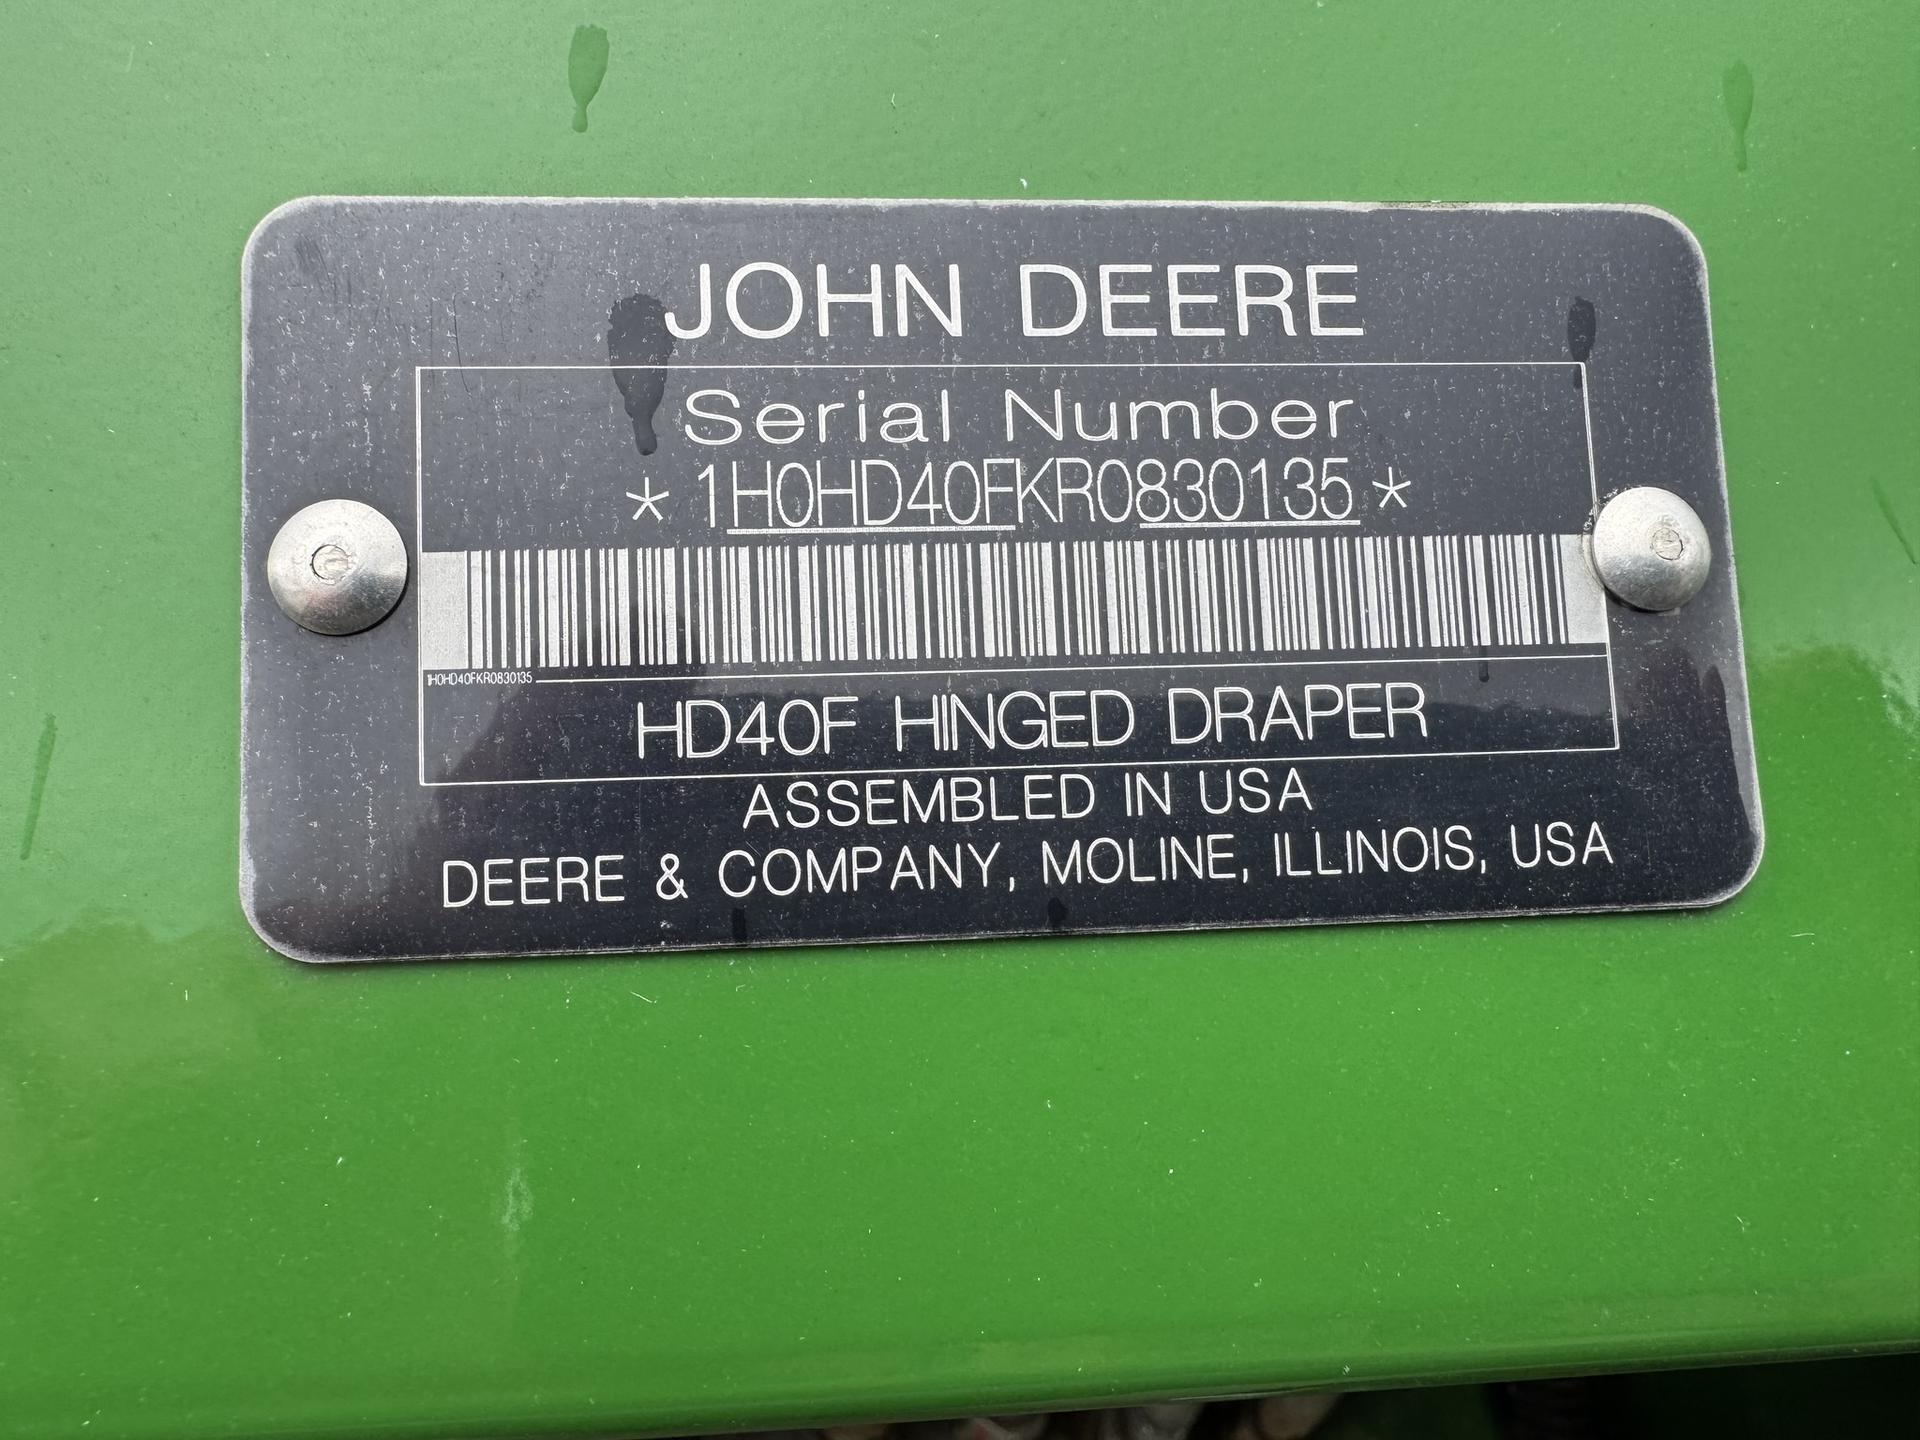 JOHN DEERE
Serial Number
* 1H0HD40FKR0830135 *
1H0HD40FKR0830135
HD40F HINGED DRAPER
ASSEMBLED IN USA
DEERE & COMPANY, MOLINE, ILLINOIS, USA